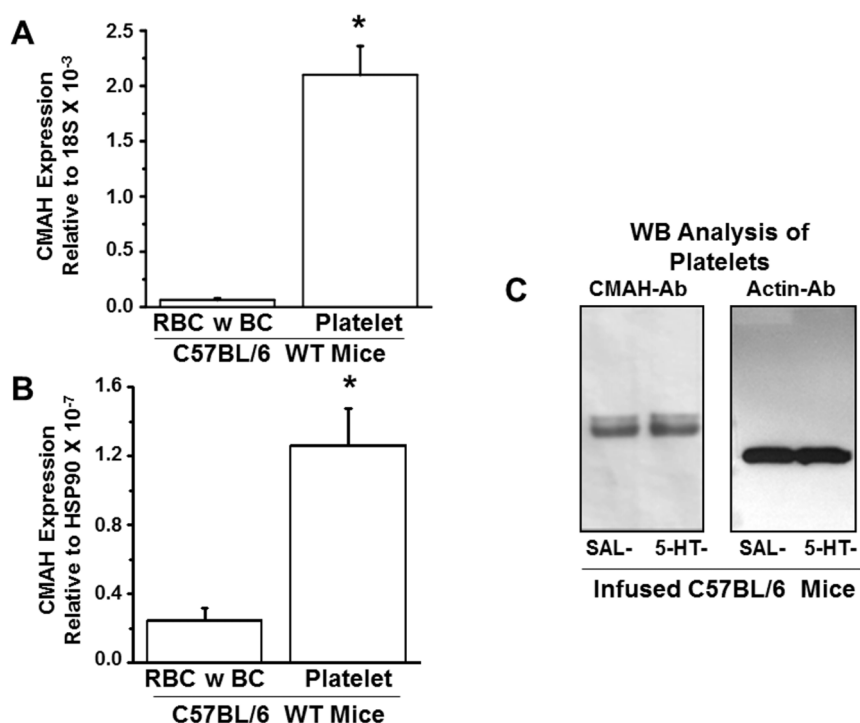 A
CMAH Expression
Relative to 18S X 10-3
2.5
2.0
1.5
1.0
0.5
0.0
*
RBC w BC Platelet
C57BL/6 WT Mice
B
CMAH Expression
Relative to HSP90 X 10-7
1.6
1.2
0.8
0.4
0.0
*
RBC w BC Platelet
C57BL/6 WT Mice
WB Analysis of
Platelets
C
CMAH-Ab Actin-Ab
SAL- 5-HT- SAL- 5-HT-
Infused C57BL/6 Mice